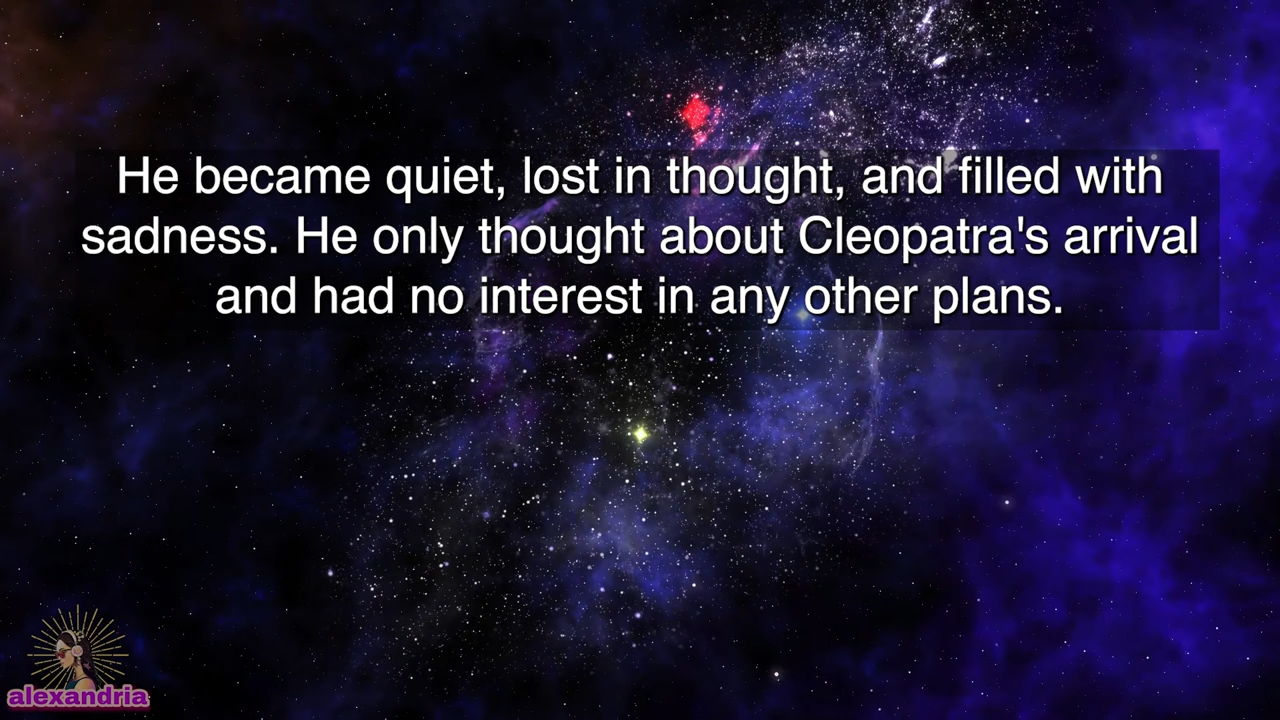 He became quiet, lost in thought, and filled with
sadness. He only thought about Cleopatra's arrival
and had no interest in any other plans.
alexandria